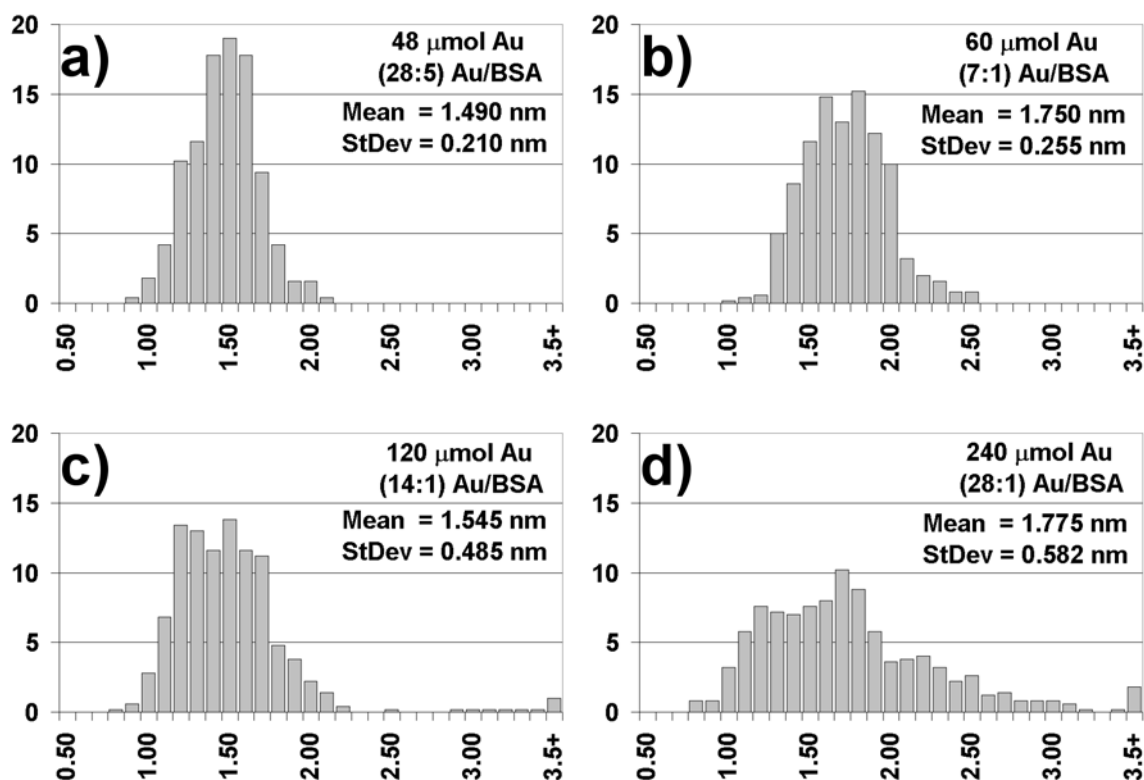 a)
48 μmol Au
(28:5) Au/BSA
Mean = 1.490 nm
StDev = 0.210 nm
20
15
10
5
0
0.50 1.00 1.50 2.00 2.50 3.00 3.5+
b)
60 μmol Au
(7:1) Au/BSA
Mean = 1.750 nm
StDev = 0.255 nm
20
15
10
5
0
0.50 1.00 1.50 2.00 2.50 3.00 3.5+
c)
120 μmol Au
(14:1) Au/BSA
Mean = 1.545 nm
StDev = 0.485 nm
20
15
10
5
0
0.50 1.00 1.50 2.00 2.50 3.00 3.5+
d)
240 μmol Au
(28:1) Au/BSA
Mean = 1.775 nm
StDev = 0.582 nm
20
15
10
5
0
0.50 1.00 1.50 2.00 2.50 3.00 3.5+